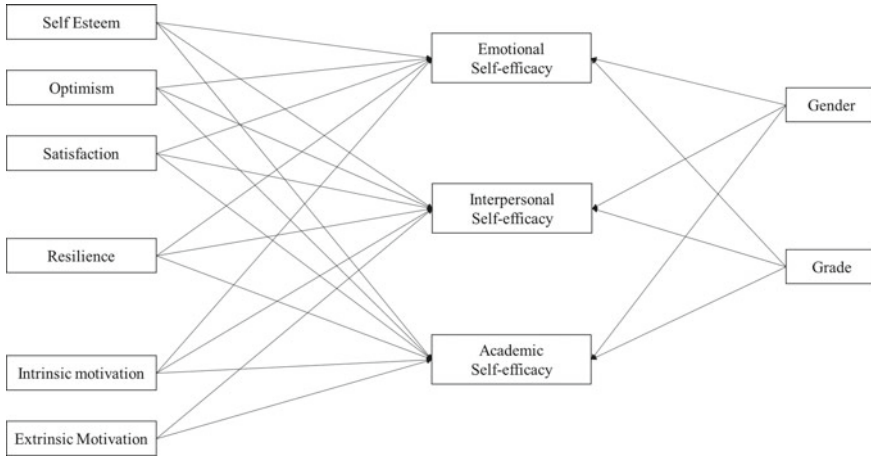 Self Esteem
Optimism
Satisfaction
Resilience
Intrinsic motivation
Extrinsic Motivation
Emotional
Self-efficacy
Interpersonal
Self-efficacy
Academic
Self-efficacy
Gender
Grade